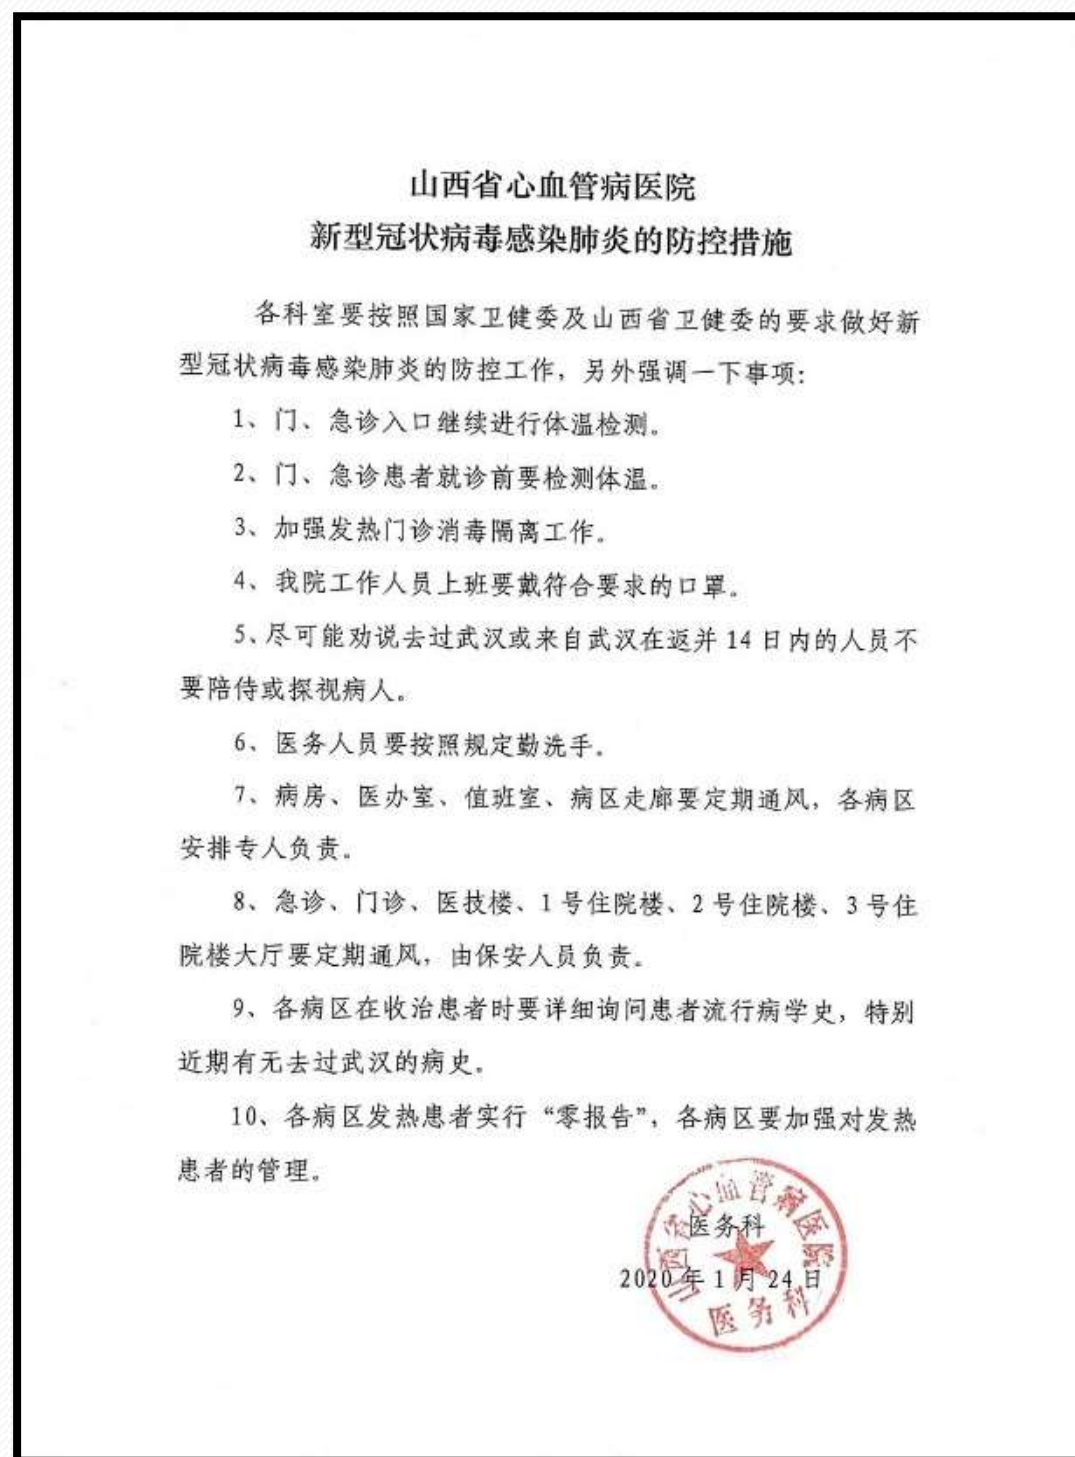 山西省心血管病医院
新型冠状病毒感染肺炎的防控措施
各科室要按照国家卫健委及山西省卫健委的要求做好新
型冠状病毒感染肺炎的防控工作，另外强调一下事项：
1、门、急诊入口继续进行体温检测。
2、门、急诊患者就诊前要检测体温。
3、加强发热门诊消毒隔离工作。
4、我院工作人员上班要戴符合要求的口罩。
5、尽可能劝说去过武汉或来自武汉在返并 14 日内的人员不
要陪侍或探视病人。
6、医务人员要按照规定勤洗手。
7、病房、医办室、值班室、病区走廊要定期通风，各病区
安排专人负责。
8、急诊、门诊、医技楼、1 号住院楼、2 号住院楼、3 号住
院楼大厅要定期通风，由保安人员负责。
9、各病区在收治患者时要详细询问患者流行病学史，特别
近期有无去过武汉的病史。
10、各病区发热患者实行“零报告”，各病区要加强对发热
患者的管理。
山西省心血管病医院
医务科
2020 年 1 月 24 日
医务科